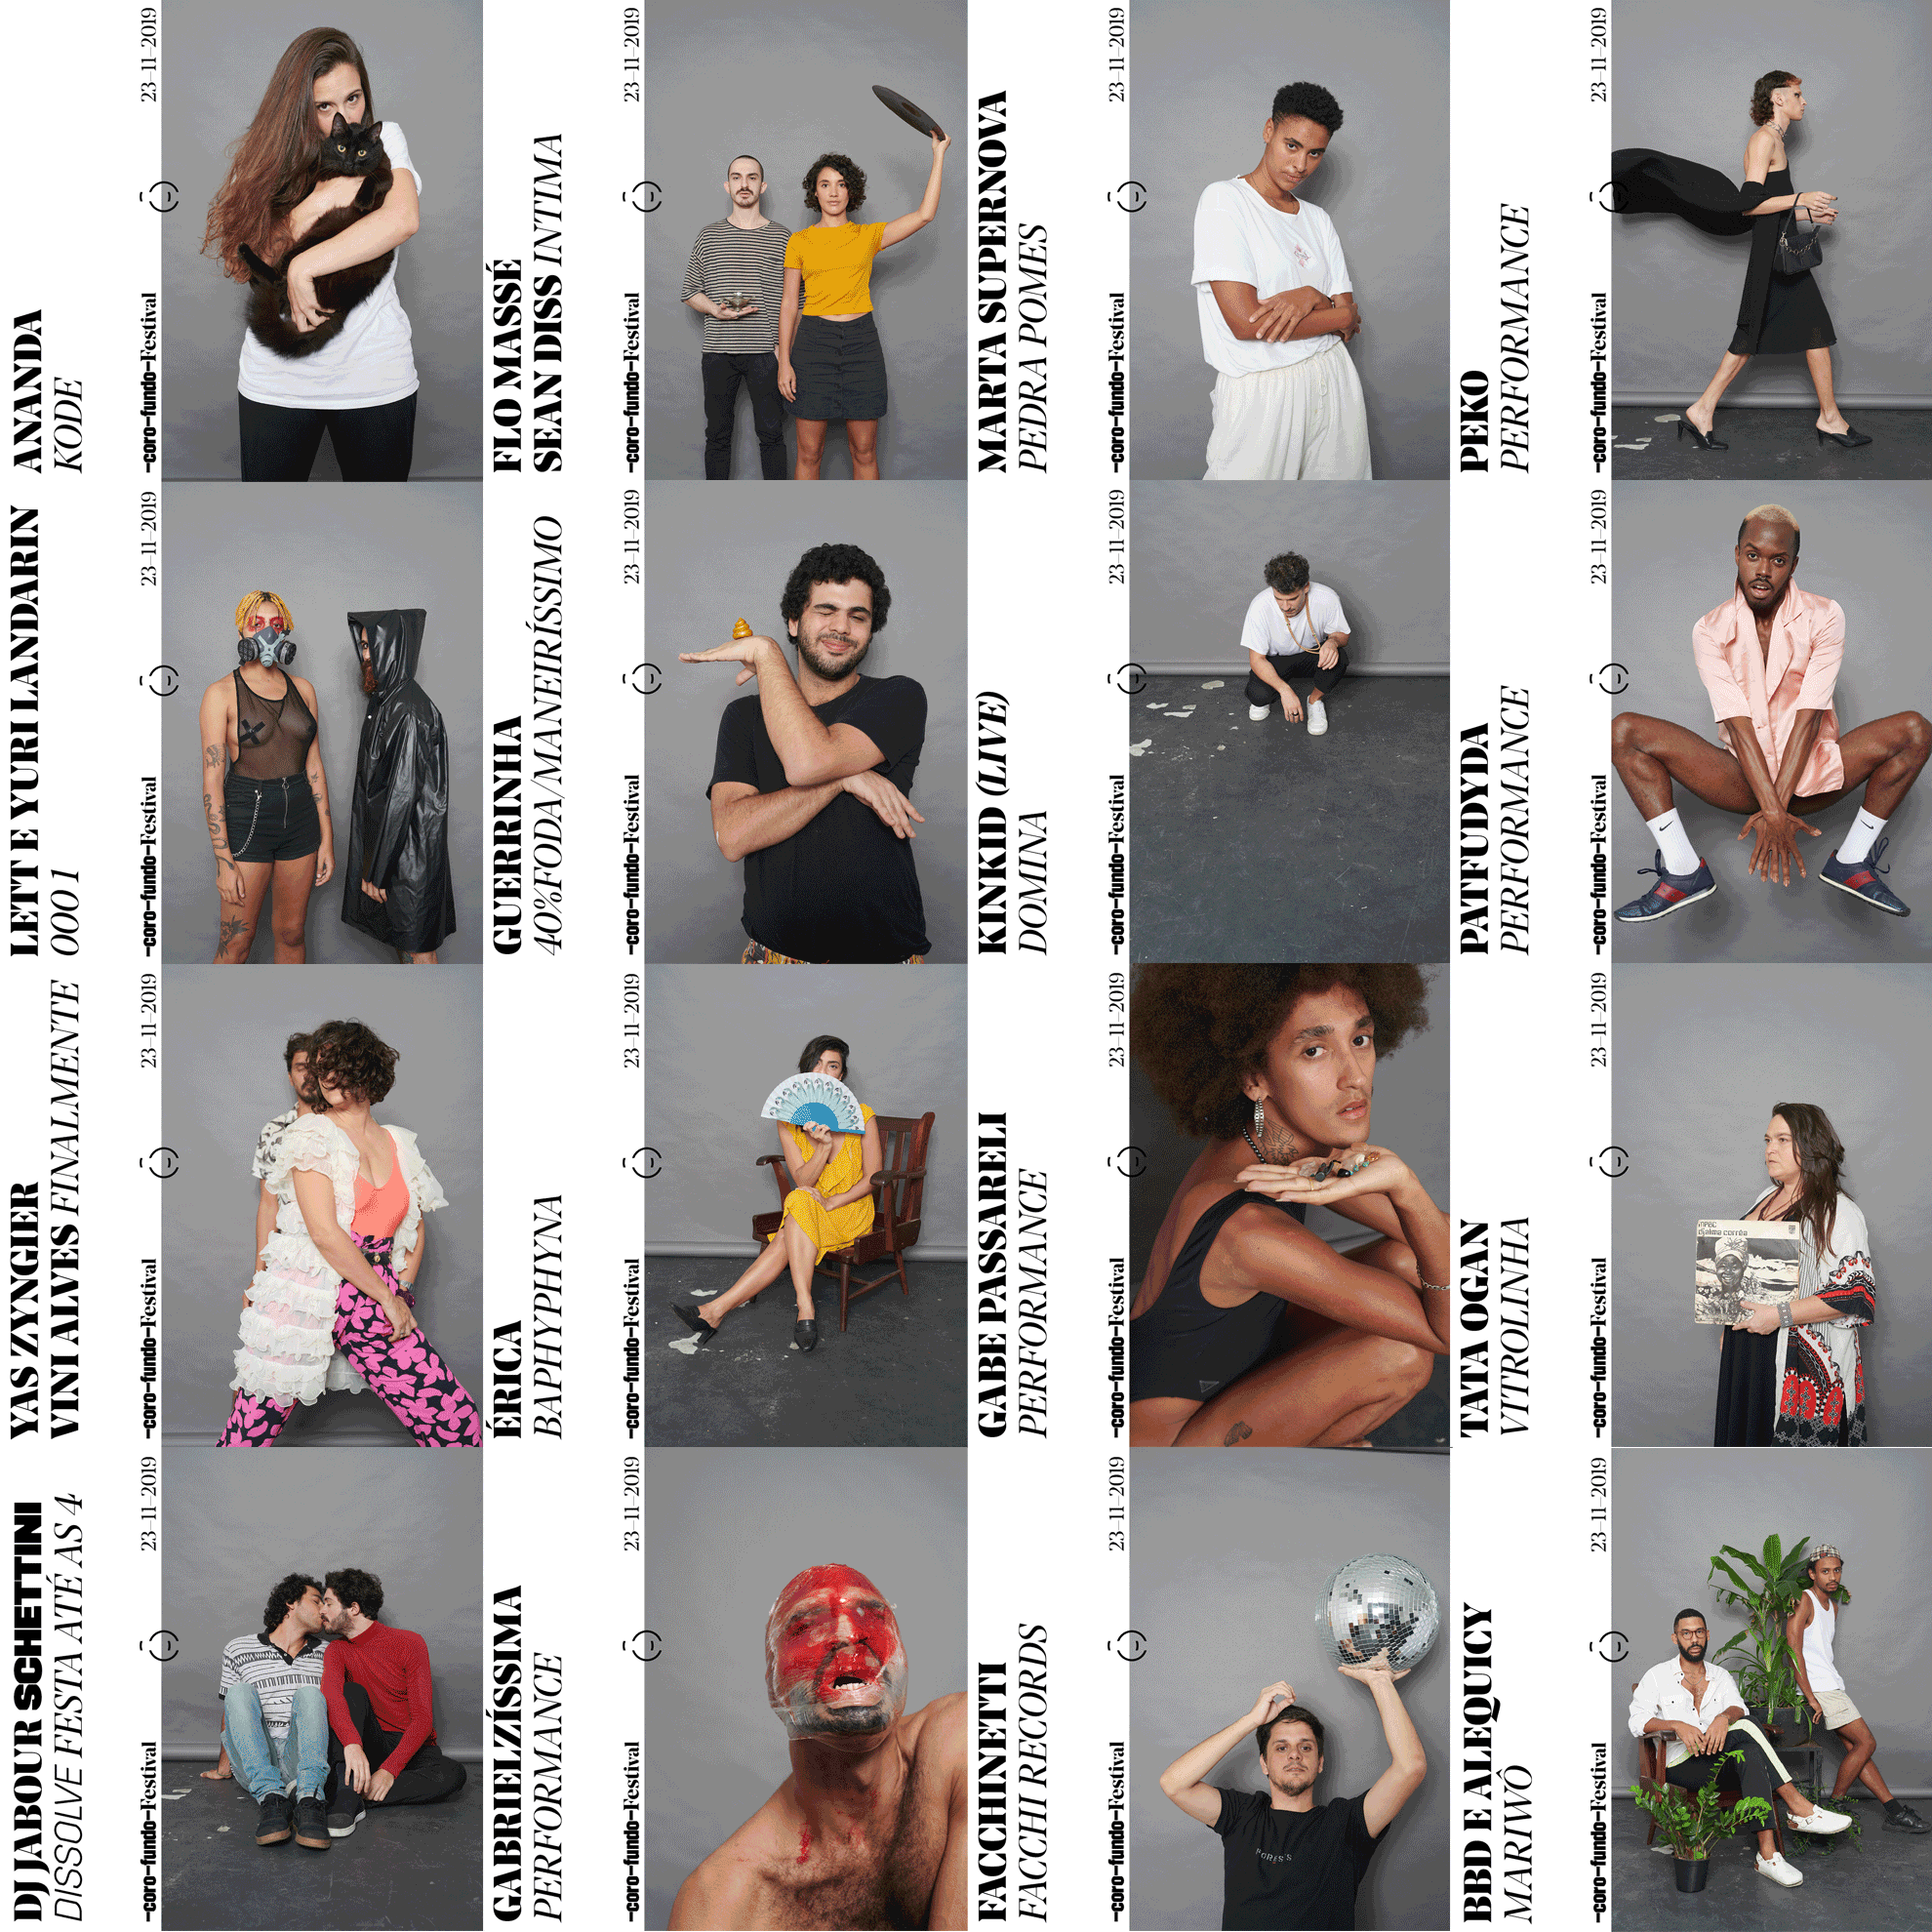 ANANDA
KODE
23–11–2019
–coro–fundo–Festival
FLO MASSÉ
SEAN DISS INTIMA
23–11–2019
–coro–fundo–Festival
MARTA SUPERNOVA
PEDRA POMES
23–11–2019
–coro–fundo–Festival
PEKO
PERFORMANCE
23–11–2019
–coro–fundo–Festival
LETT E YURI LANDARIN
0001
23–11–2019
–coro–fundo–Festival
GUERRINHA
40%FODA/MANEIRÍSSIMO
23–11–2019
–coro–fundo–Festival
KINKID (LIVE)
DOMINA
23–11–2019
–coro–fundo–Festival
PATFUDYDA
PERFORMANCE
23–11–2019
–coro–fundo–Festival
YAS ZYNGIER
VINI ALVES FINALMENTE
23–11–2019
–coro–fundo–Festival
ÉRICA
BAPHYPHYNA
23–11–2019
–coro–fundo–Festival
GABE PASSARELI
PERFORMANCE
23–11–2019
–coro–fundo–Festival
TATA OGAN
VITROLINHA
23–11–2019
–coro–fundo–Festival
MPBC
djalma corrêa
DJ JABOUR SCHETTINI
DISSOLVE FESTA ATÉ AS 4
23–11–2019
–coro–fundo–Festival
GABRIELZÍSSIMA
PERFORMANCE
23–11–2019
–coro–fundo–Festival
FACCHINETTI
FACCHI RECORDS
23–11–2019
–coro–fundo–Festival
BBD E ALEQUICY
MARIWÔ
23–11–2019
–coro–fundo–Festival